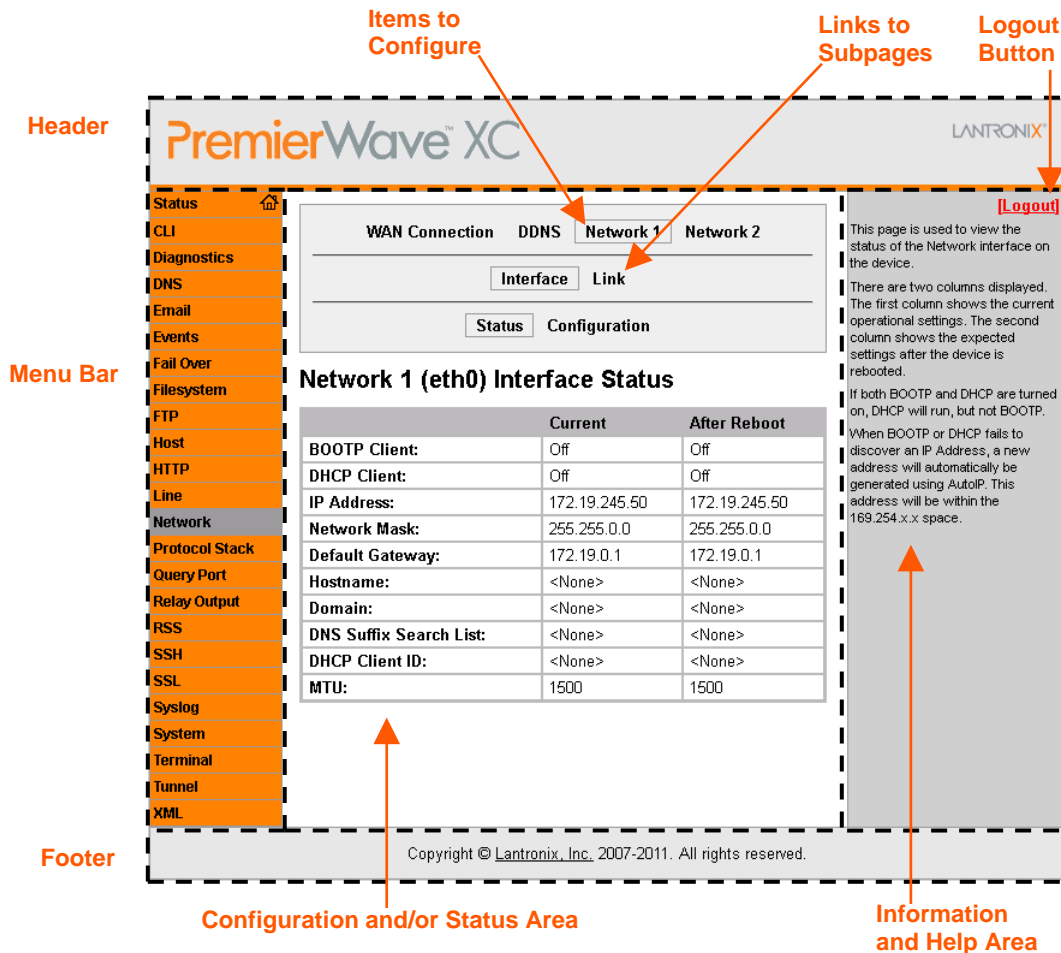 Items to
Configure
Links to
Subpages
Logout
Button
Header
PremierWave™ XC
LANTRONIX®
Status
CLI
Diagnostics
DNS
Email
Events
Fail Over
Filesystem
FTP
Host
HTTP
Line
Network
Protocol Stack
Query Port
Relay Output
RSS
SSH
SSL
Syslog
System
Terminal
Tunnel
XML
Menu Bar
WAN Connection DDNS Network 1 Network 2
Interface Link
Status Configuration
Network 1 (eth0) Interface Status
Current After Reboot
BOOTP Client: Off Off
DHCP Client: Off Off
IP Address: 172.19.245.50 172.19.245.50
Network Mask: 255.255.0.0 255.255.0.0
Default Gateway: 172.19.0.1 172.19.0.1
Hostname: <None> <None>
Domain: <None> <None>
DNS Suffix Search List: <None> <None>
DHCP Client ID: <None> <None>
MTU: 1500 1500
[Logout]
This page is used to view the
status of the Network interface on
the device.
There are two columns displayed.
The first column shows the current
operational settings. The second
column shows the expected
settings after the device is
rebooted.
If both BOOTP and DHCP are turned
on, DHCP will run, but not BOOTP.
When BOOTP or DHCP fails to
discover an IP Address, a new
address will automatically be
generated using AutoIP. This
address will be within the
169.254.x.x space.
Footer
Copyright © Lantronix, Inc. 2007-2011. All rights reserved.
Configuration and/or Status Area
Information
and Help Area